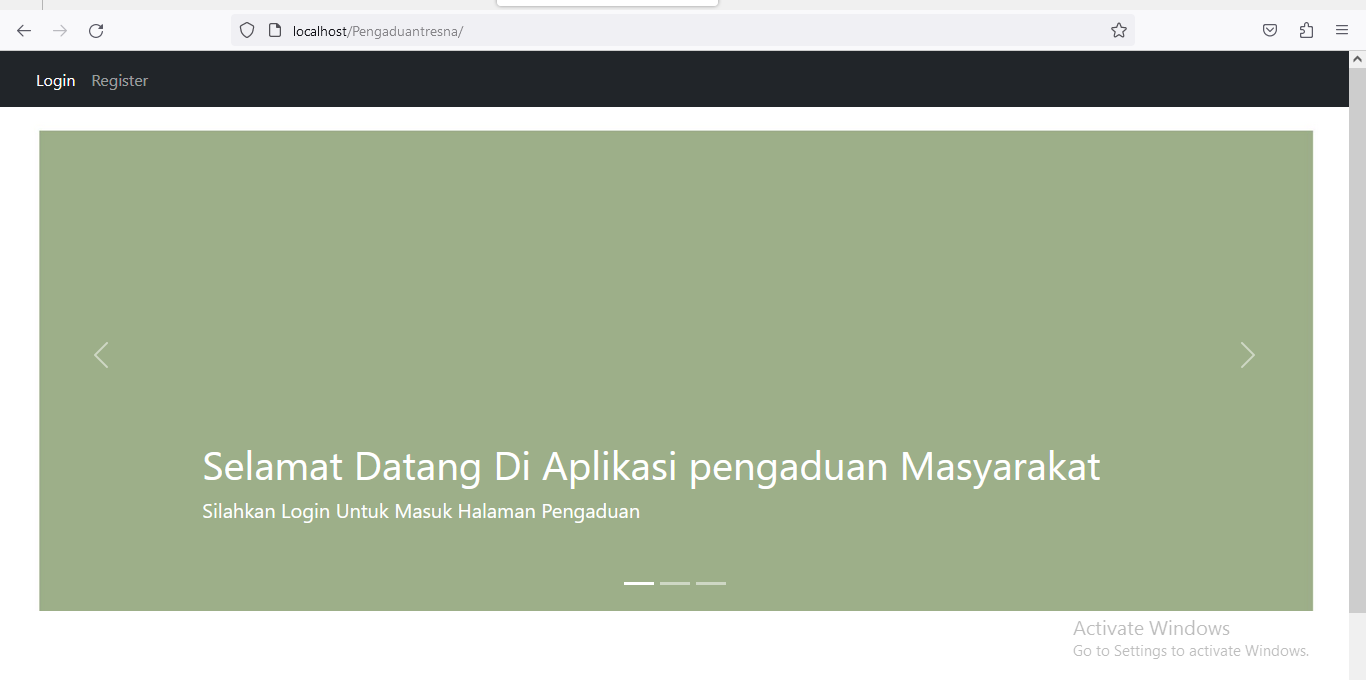 localhost/Pengaduantresna/
Login Register
Selamat Datang Di Aplikasi pengaduan Masyarakat
Silahkan Login Untuk Masuk Halaman Pengaduan
Activate Windows
Go to Settings to activate Windows.